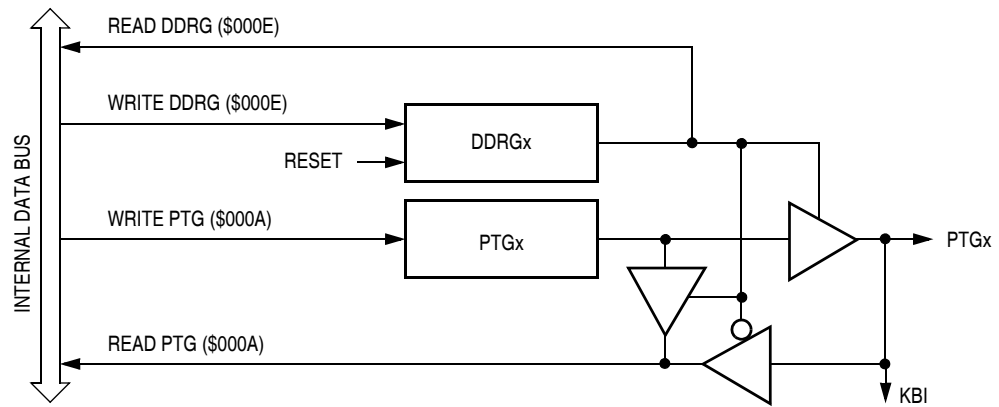 READ DDRG ($000E)
WRITE DDRG ($000E)
DDRGx
RESET
INTERNAL DATA BUS
WRITE PTG ($000A)
PTGx
PTGx
READ PTG ($000A)
KBI